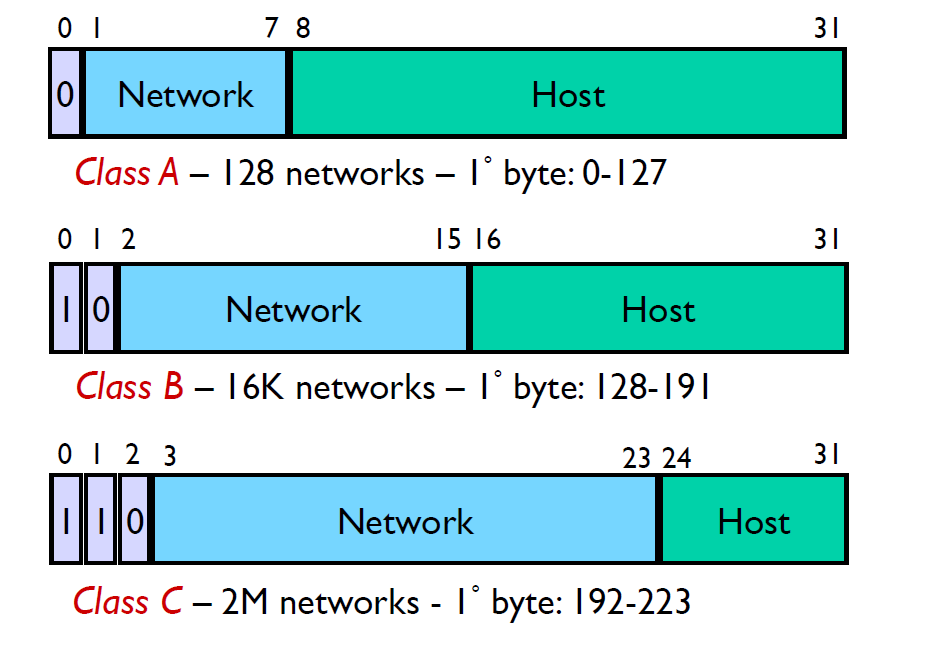 0 1 7 8 31
0 Network Host
Class A – 128 networks – 1° byte: 0-127
0 1 2 15 16 31
1 0 Network Host
Class B – 16K networks – 1° byte: 128-191
0 1 2 3 23 24 31
1 1 0 Network Host
Class C – 2M networks - 1° byte: 192-223